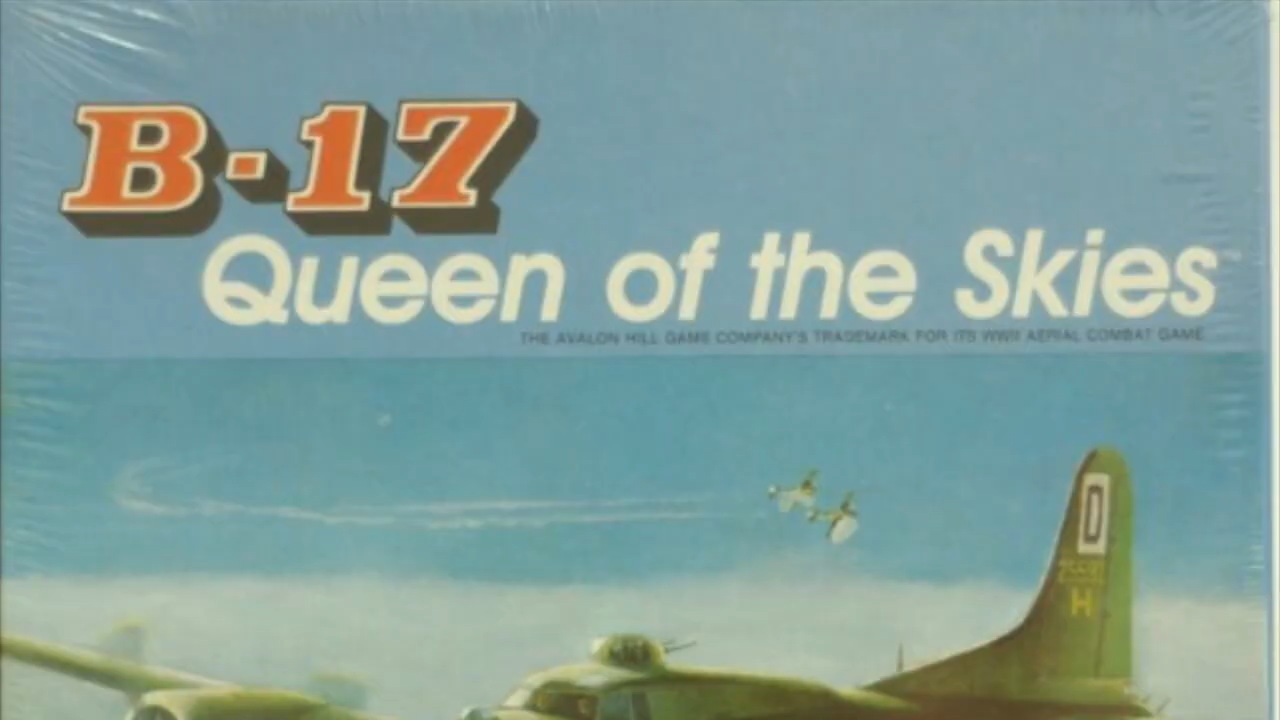 B-17
Queen of the Skies
THE AVALON HILL GAME COMPANY'S TRADEMARK FOR ITS WWII AERIAL COMBAT GAME
D
H